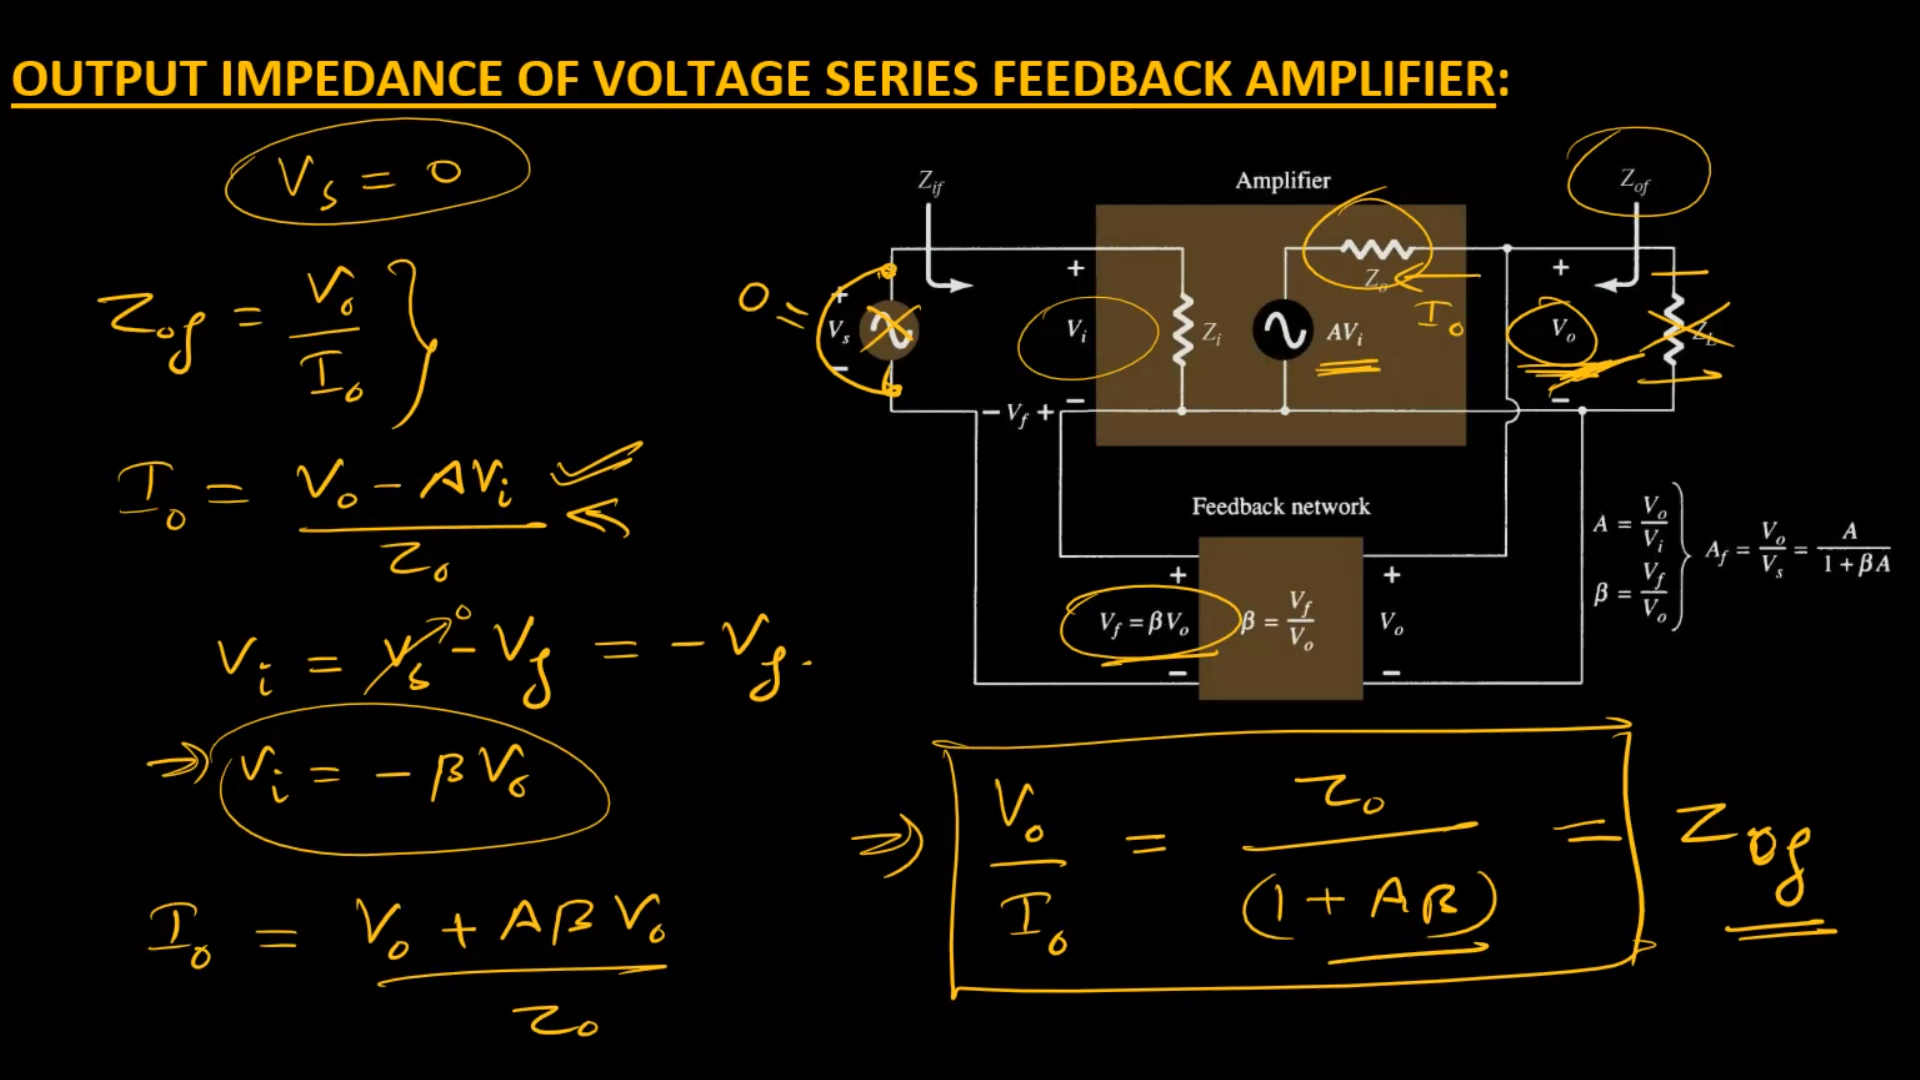 OUTPUT IMPEDANCE OF VOLTAGE SERIES FEEDBACK AMPLIFIER:
Vs = 0
Zof = Vo / Io }
Io = Vo - AVi / Zo
Vi = Vs→0 - Vf = -Vf.
⇒ Vi = - βVo
Io = Vo + AβVo / Zo
Zif
Amplifier
Zof
Zo
Io
0 =
+
Vs
-
+
Vi
-
Zi
AVi
+
Vo
-
ZL
- Vf +
Feedback network
+
Vf = βVo
-
β = Vf / Vo
+
Vo
-
A = Vo / Vi
β = Vf / Vo
} Af = Vo / Vs = A / 1 + βA
⇒ Vo / Io = Zo / (1 + Aβ) = Zof